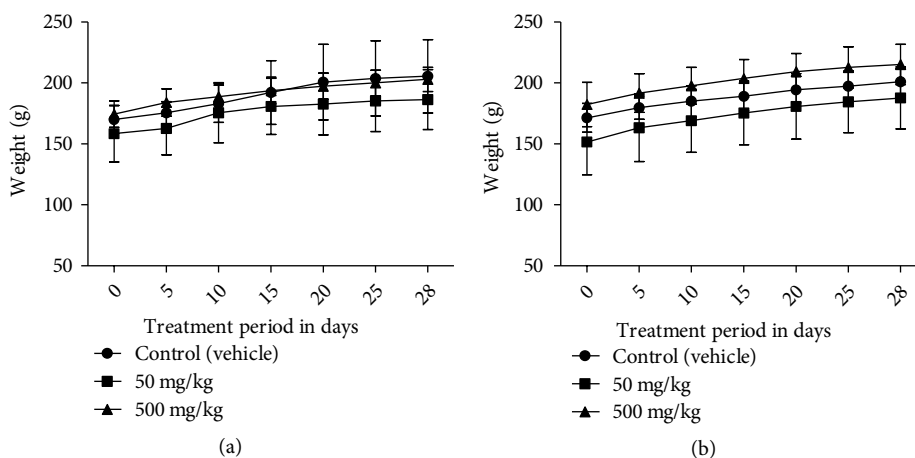 250
200
150
100
50
Weight (g)
0
5
10
15
20
25
28
Treatment period in days
Control (vehicle)
50 mg/kg
500 mg/kg
(a)
250
200
150
100
50
Weight (g)
0
5
10
15
20
25
28
Treatment period in days
Control (vehicle)
50 mg/kg
500 mg/kg
(b)